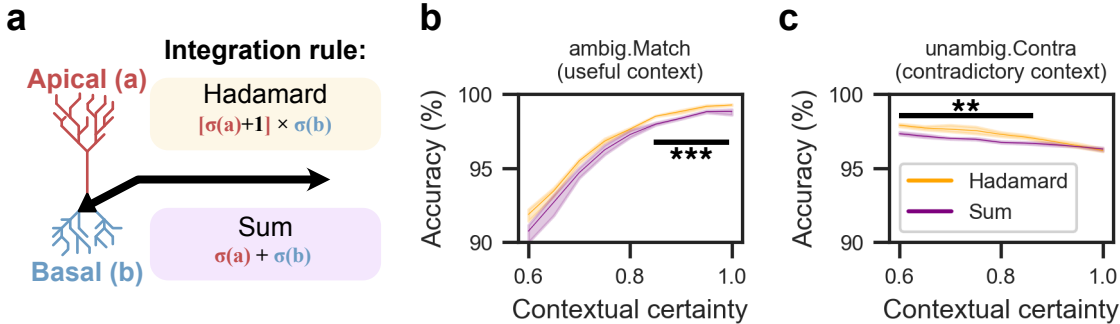 a
Integration rule:
Apical (a)
Hadamard
[σ(a)+1] × σ(b)
Sum
σ(a) + σ(b)
Basal (b)
b
ambig.Match
(useful context)
Accuracy (%)
100
95
90
***
0.6
0.8
1.0
Contextual certainty
c
unambig.Contra
(contradictory context)
Accuracy (%)
100
95
90
**
Hadamard
Sum
0.6
0.8
1.0
Contextual certainty